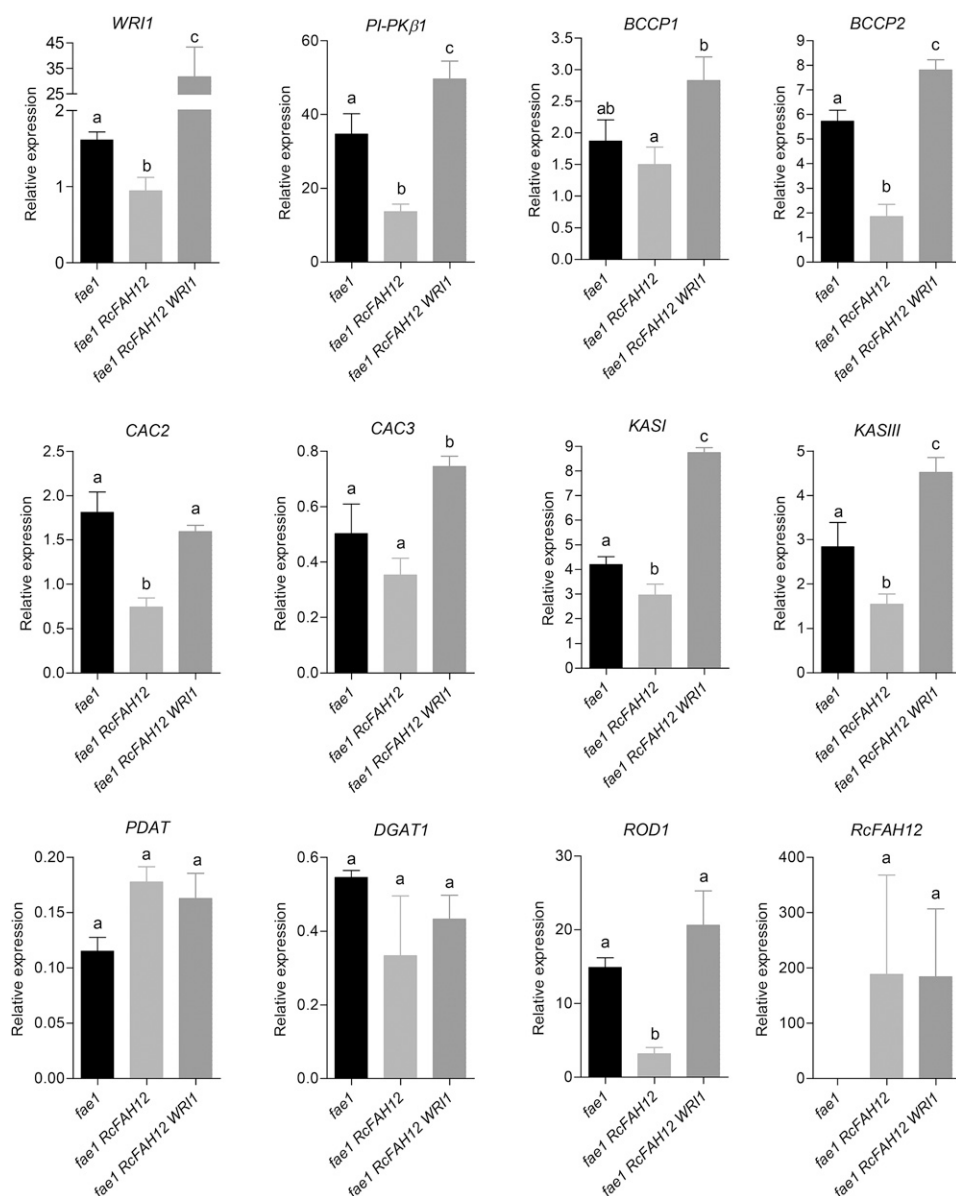 WRI1
Relative expression
45
35
25
2
1
0
a
b
c
fae1
fae1 RcFAH12
fae1 RcFAH12 WRI1
PI-PKβ1
Relative expression
60
40
20
0
a
b
c
fae1
fae1 RcFAH12
fae1 RcFAH12 WRI1
BCCP1
Relative expression
3.5
3.0
2.5
2.0
1.5
1.0
0.5
0.0
ab
a
b
fae1
fae1 RcFAH12
fae1 RcFAH12 WRI1
BCCP2
Relative expression
9
8
7
6
5
4
3
2
1
0
a
b
c
fae1
fae1 RcFAH12
fae1 RcFAH12 WRI1
CAC2
Relative expression
2.5
2.0
1.5
1.0
0.5
0.0
a
b
a
fae1
fae1 RcFAH12
fae1 RcFAH12 WRI1
CAC3
Relative expression
0.8
0.6
0.4
0.2
0.0
a
a
b
fae1
fae1 RcFAH12
fae1 RcFAH12 WRI1
KASI
Relative expression
9
8
7
6
5
4
3
2
1
0
a
b
c
fae1
fae1 RcFAH12
fae1 RcFAH12 WRI1
KASIII
Relative expression
5
4
3
2
1
0
a
b
c
fae1
fae1 RcFAH12
fae1 RcFAH12 WRI1
PDAT
Relative expression
0.20
0.15
0.10
0.05
0.00
a
a
a
fae1
fae1 RcFAH12
fae1 RcFAH12 WRI1
DGAT1
Relative expression
0.6
0.4
0.2
0.0
a
a
a
fae1
fae1 RcFAH12
fae1 RcFAH12 WRI1
ROD1
Relative expression
30
20
10
0
a
b
a
fae1
fae1 RcFAH12
fae1 RcFAH12 WRI1
RcFAH12
Relative expression
400
300
200
100
0
a
a
fae1
fae1 RcFAH12
fae1 RcFAH12 WRI1